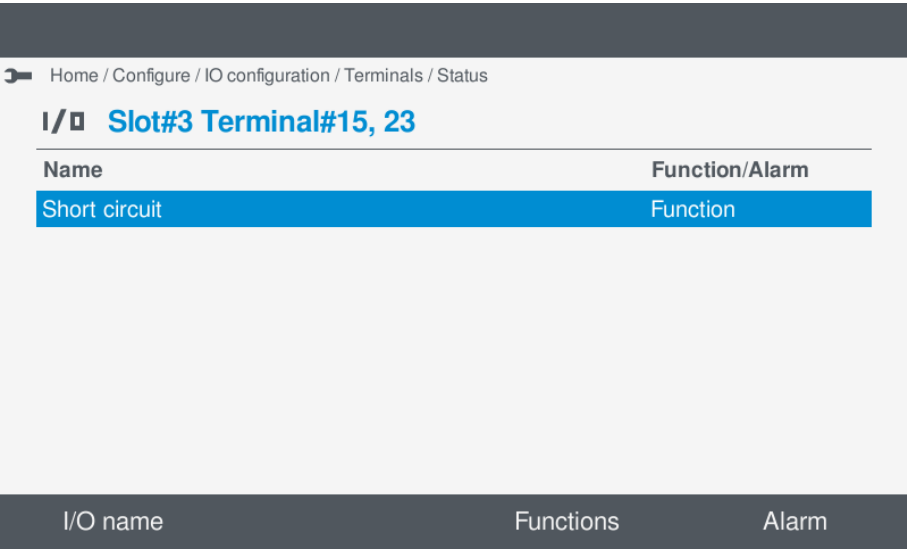 Home / Configure / IO configuration / Terminals / Status
I/O Slot#3 Terminal#15, 23
Name Function/Alarm
Short circuit Function
I/O name Functions Alarm